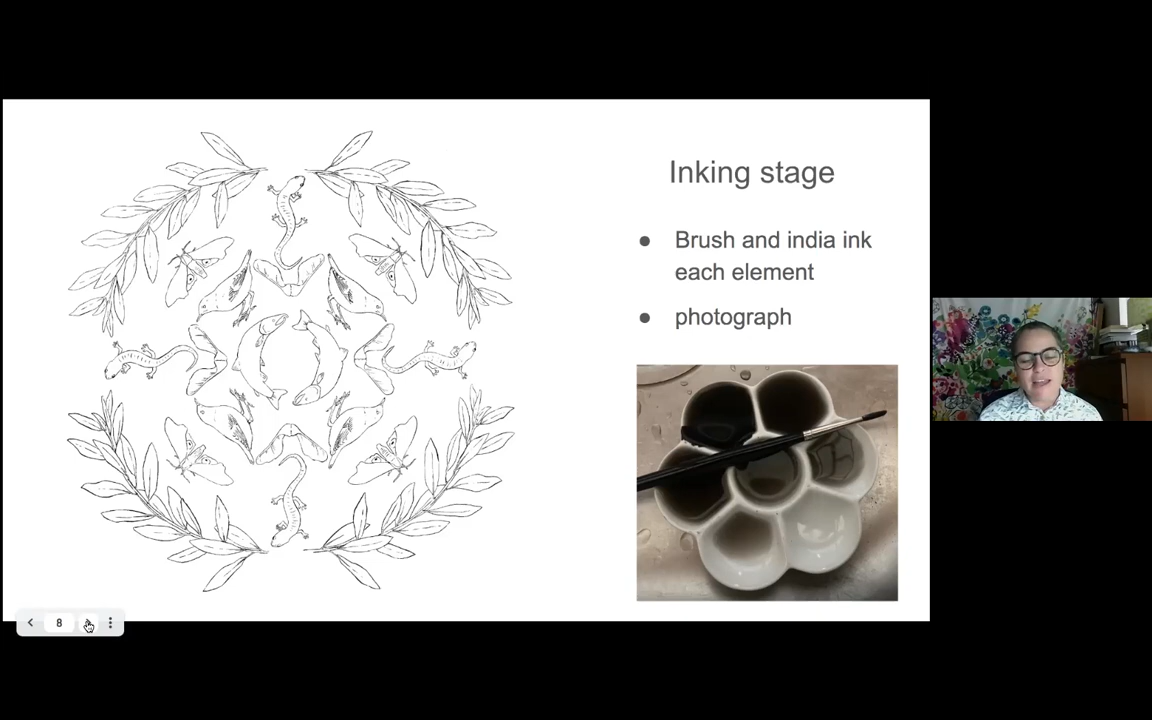 Inking stage
● Brush and india ink
each element
● photograph
8